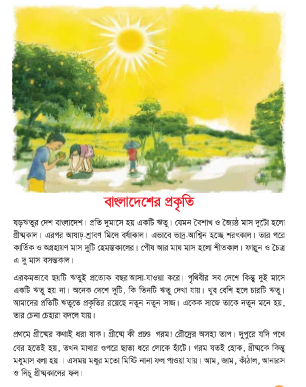 বাংলাদেশের প্রকৃতি
ষড়ঋতুর দেশ বাংলাদেশ। প্রতি দুমাসে হয় একটি ঋতু। যেমন বৈশাখ ও জ্যৈষ্ঠ মাস দুটো হলো
গ্রীষ্মকাল। এরপর আষাঢ়-শ্রাবণ মিলে বর্ষাকাল। এভাবে ভাদ্র-আশ্বিন হচ্ছে শরৎকাল। তার পরে
কার্তিক ও অগ্রহায়ণ মাস দুটি হেমন্তকালের। পৌষ আর মাঘ মাস হলো শীতকাল। ফাল্গুন ও চৈত্র
এ দু মাস বসন্তকাল।
এরকমভাবে ছয়টি ঋতুই প্রত্যেক বছর আসা-যাওয়া করে। পৃথিবীর সব দেশে কিন্তু দুই মাসে
একটি ঋতু হয় না। অনেক দেশে দুটি, কি তিনটি ঋতু দেখা যায়। খুব বেশি হলে চারটি ঋতু।
আমাদের প্রতিটি ঋতুতে প্রকৃতির রয়েছে নতুন নতুন সাজ। একেক সাজে তাকে নতুন মনে হয়,
তার চেনা চেহারা বদলে যায়।
প্রথমে গ্রীষ্মের কথাই ধরা যাক। গ্রীষ্মে কী প্রচণ্ড গরম! রৌদ্রের অসহ্য তাপ। দুপুরে যদি পথে
বের হতেই হয়, তখন মাথার ওপরে ছাতা ধরে লোকে হাঁটে। গরম যতই হোক, গ্রীষ্মকে কিন্তু
মধুমাস বলা হয়। এসময় মধুর মতো মিষ্টি নানা ফল পাওয়া যায়। আম, জাম, কাঁঠাল, আনারস
ও লিচু গ্রীষ্মকালের ফল।